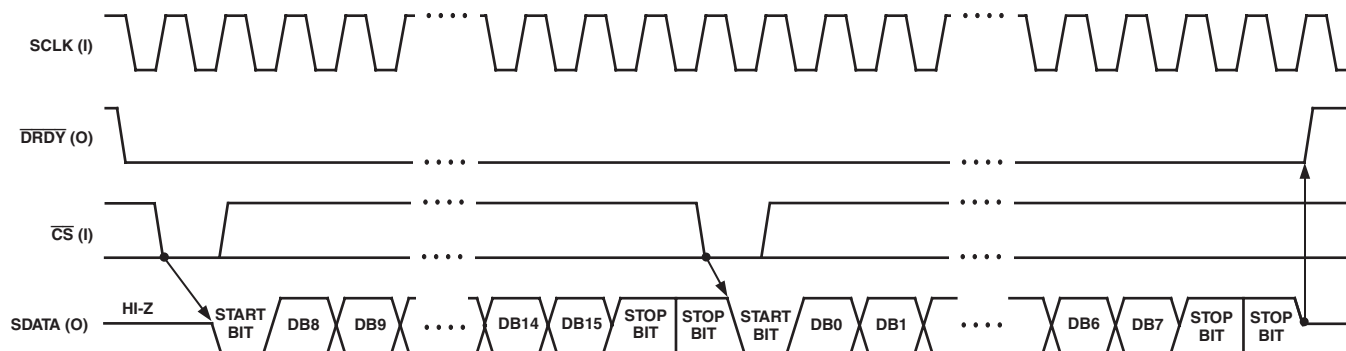 SCLK (I)
DRDY (O)
CS (I)
HI-Z
SDATA (O)
START BIT
DB8
DB9
DB14
DB15
STOP BIT
STOP BIT
START BIT
DB0
DB1
DB6
DB7
STOP BIT
STOP BIT